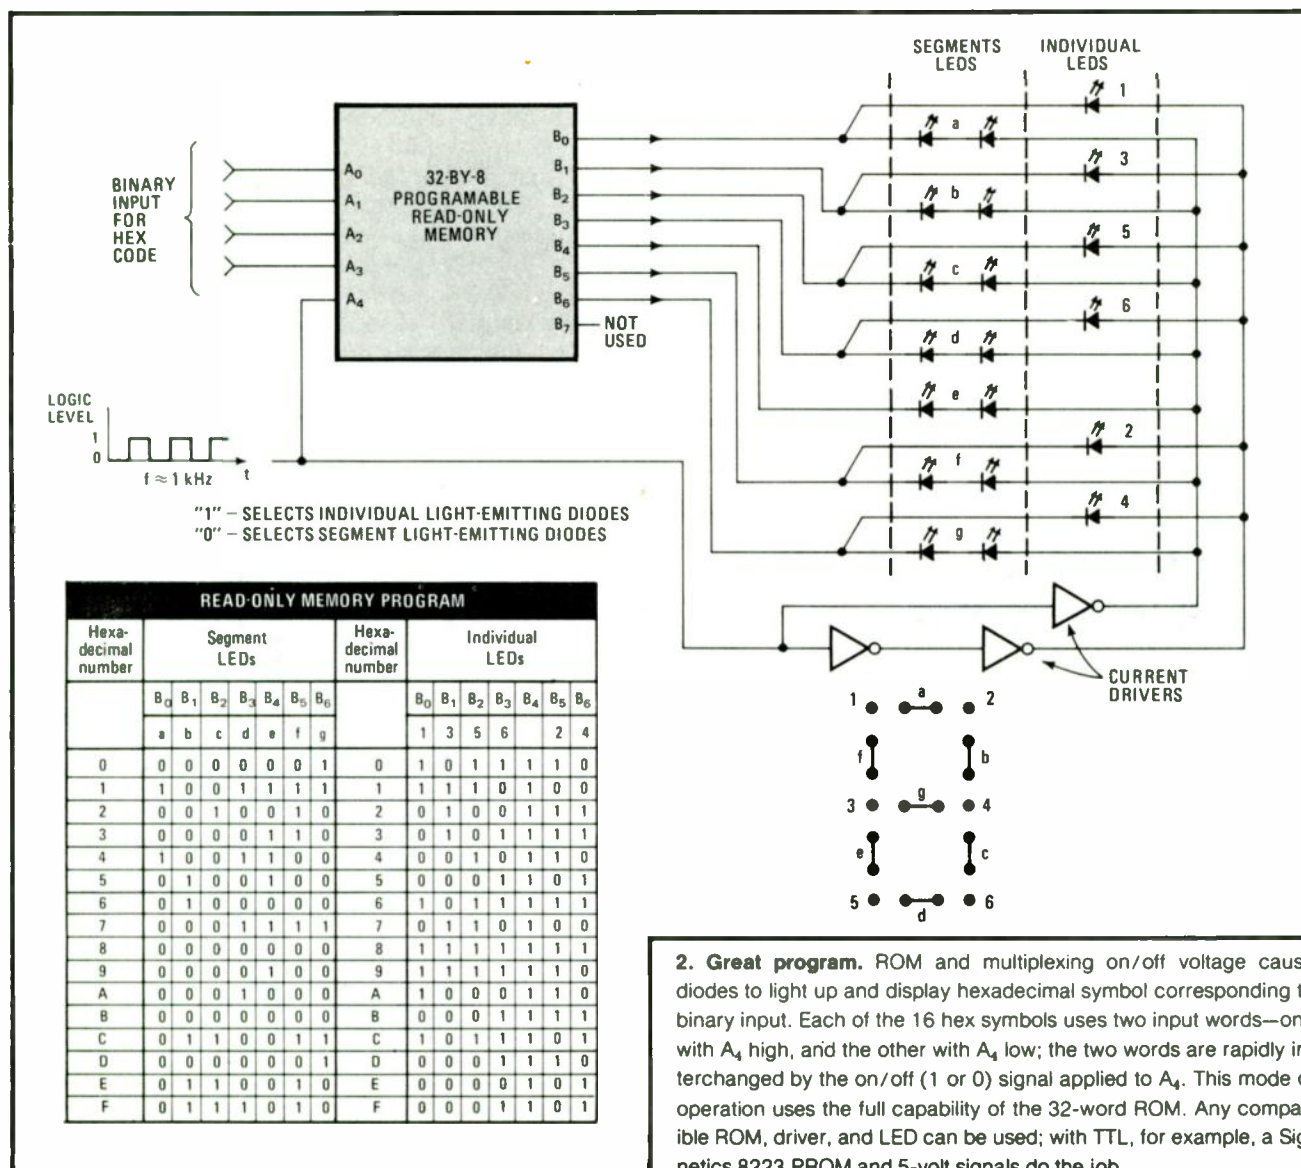 SEGMENTS LEDS
INDIVIDUAL LEDS
BINARY INPUT FOR HEX CODE
A0
A1
A2
A3
A4
32-BY-8 PROGRAMABLE READ-ONLY MEMORY
B0
B1
B2
B3
B4
B5
B6
B7
NOT USED
1
a
3
b
5
c
6
d
e
2
f
4
g
LOGIC LEVEL
1
0
t
f ≈ 1 kHz
"1" – SELECTS INDIVIDUAL LIGHT-EMITTING DIODES
"0" – SELECTS SEGMENT LIGHT-EMITTING DIODES
CURRENT DRIVERS
READ-ONLY MEMORY PROGRAM
Hexa-decimal number Segment LEDs Hexa-decimal number Individual LEDs
B0 B1 B2 B3 B4 B5 B6 B0 B1 B2 B3 B4 B5 B6
a b c d e f g 1 3 5 6 2 4
0 0 0 0 0 0 0 1 0 1 0 1 1 1 1 0
1 1 0 0 1 1 1 1 1 1 1 1 0 1 0 0
2 0 0 1 0 0 1 0 2 0 1 0 0 1 1 1
3 0 0 0 0 1 1 0 3 0 1 0 1 1 1 1
4 1 0 0 1 1 0 0 4 0 0 1 0 1 1 0
5 0 1 0 0 1 0 0 5 0 0 0 1 1 0 1
6 0 1 0 0 0 0 0 6 1 0 1 1 1 1 1
7 0 0 0 1 1 1 1 7 0 1 1 0 1 0 0
8 0 0 0 0 0 0 0 8 1 1 1 1 1 1 1
9 0 0 0 0 1 0 0 9 1 1 1 1 1 1 0
A 0 0 0 1 0 0 0 A 1 0 0 0 1 1 0
B 0 0 0 0 0 0 0 B 0 0 0 1 1 1 1
C 0 1 1 0 0 1 1 C 1 0 1 1 1 0 1
D 0 0 0 0 0 0 1 D 0 0 0 1 1 1 0
E 0 1 1 0 0 1 0 E 0 0 0 0 1 0 1
F 0 1 1 1 0 1 0 F 0 0 0 1 1 0 1
1 a 2
f b
3 g 4
e c
5 d 6
2. Great program. ROM and multiplexing on/off voltage caus
diodes to light up and display hexadecimal symbol corresponding t
binary input. Each of the 16 hex symbols uses two input words—on
with A4 high, and the other with A4 low; the two words are rapidly in
terchanged by the on/off (1 or 0) signal applied to A4. This mode o
operation uses the full capability of the 32-word ROM. Any compa
ible ROM, driver, and LED can be used; with TTL, for example, a Sig
netics 8223 PROM and 5-volt signals do the job.